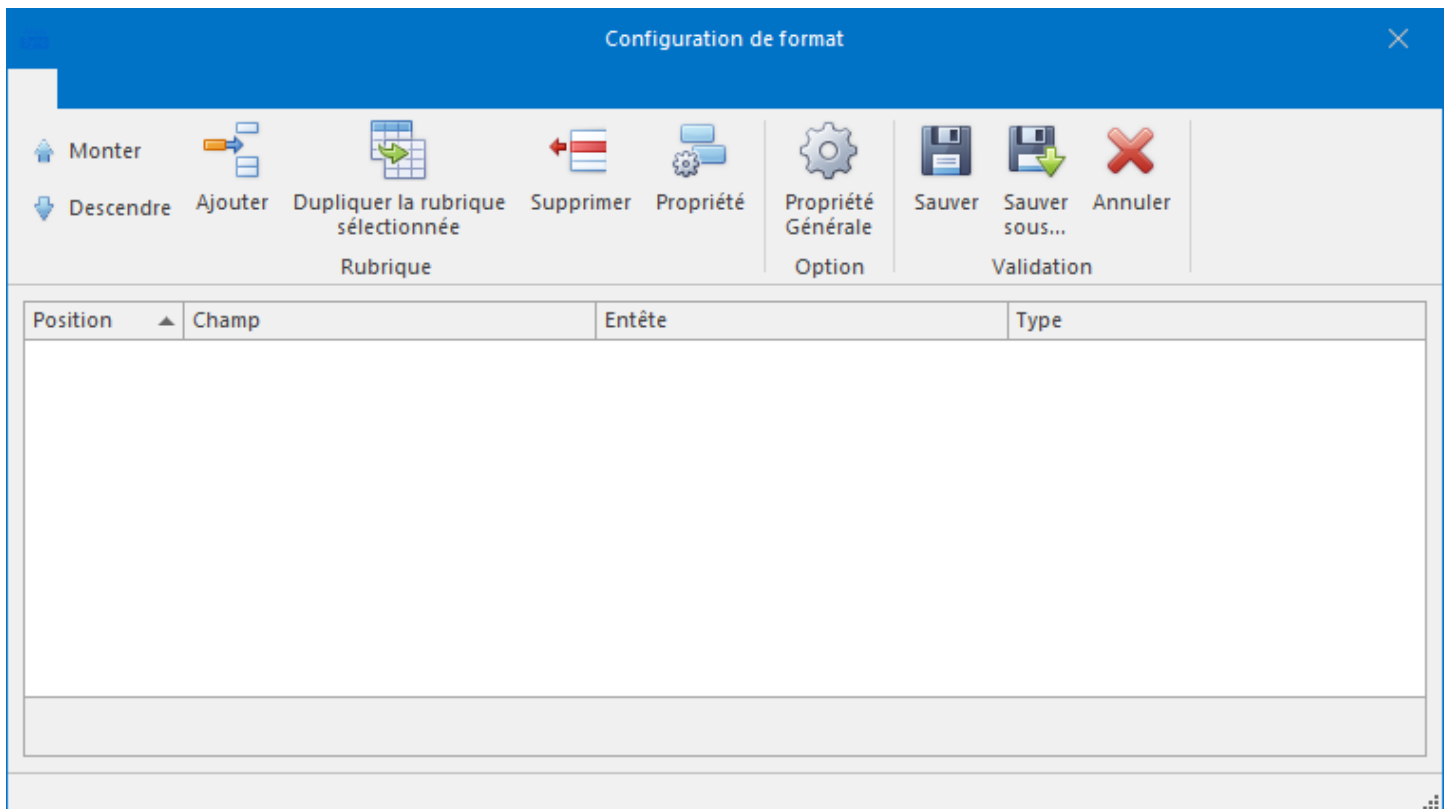 Configuration de format
Monter
Descendre
Ajouter
Dupliquer la rubrique
sélectionnée
Supprimer
Propriété
Rubrique
Propriété
Générale
Option
Sauver
Sauver
sous...
Annuler
Validation
Position Champ Entête Type